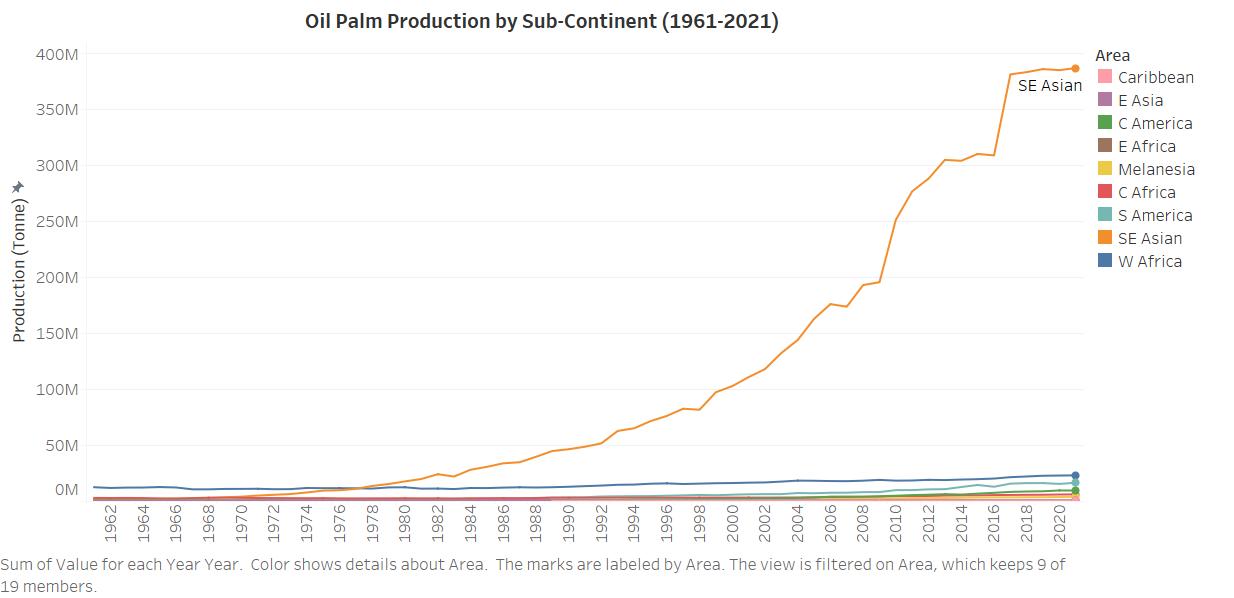 Oil Palm Production by Sub-Continent (1961-2021)
Production (Tonne)
400M
350M
300M
250M
200M
150M
100M
50M
0M
SE Asian
1962
1964
1966
1968
1970
1972
1974
1976
1978
1980
1982
1984
1986
1988
1990
1992
1994
1996
1998
2000
2002
2004
2006
2008
2010
2012
2014
2016
2018
2020
Area
Caribbean
E Asia
C America
E Africa
Melanesia
C Africa
S America
SE Asian
W Africa
Sum of Value for each Year Year.  Color shows details about Area.  The marks are labeled by Area. The view is filtered on Area, which keeps 9 of
19 members.